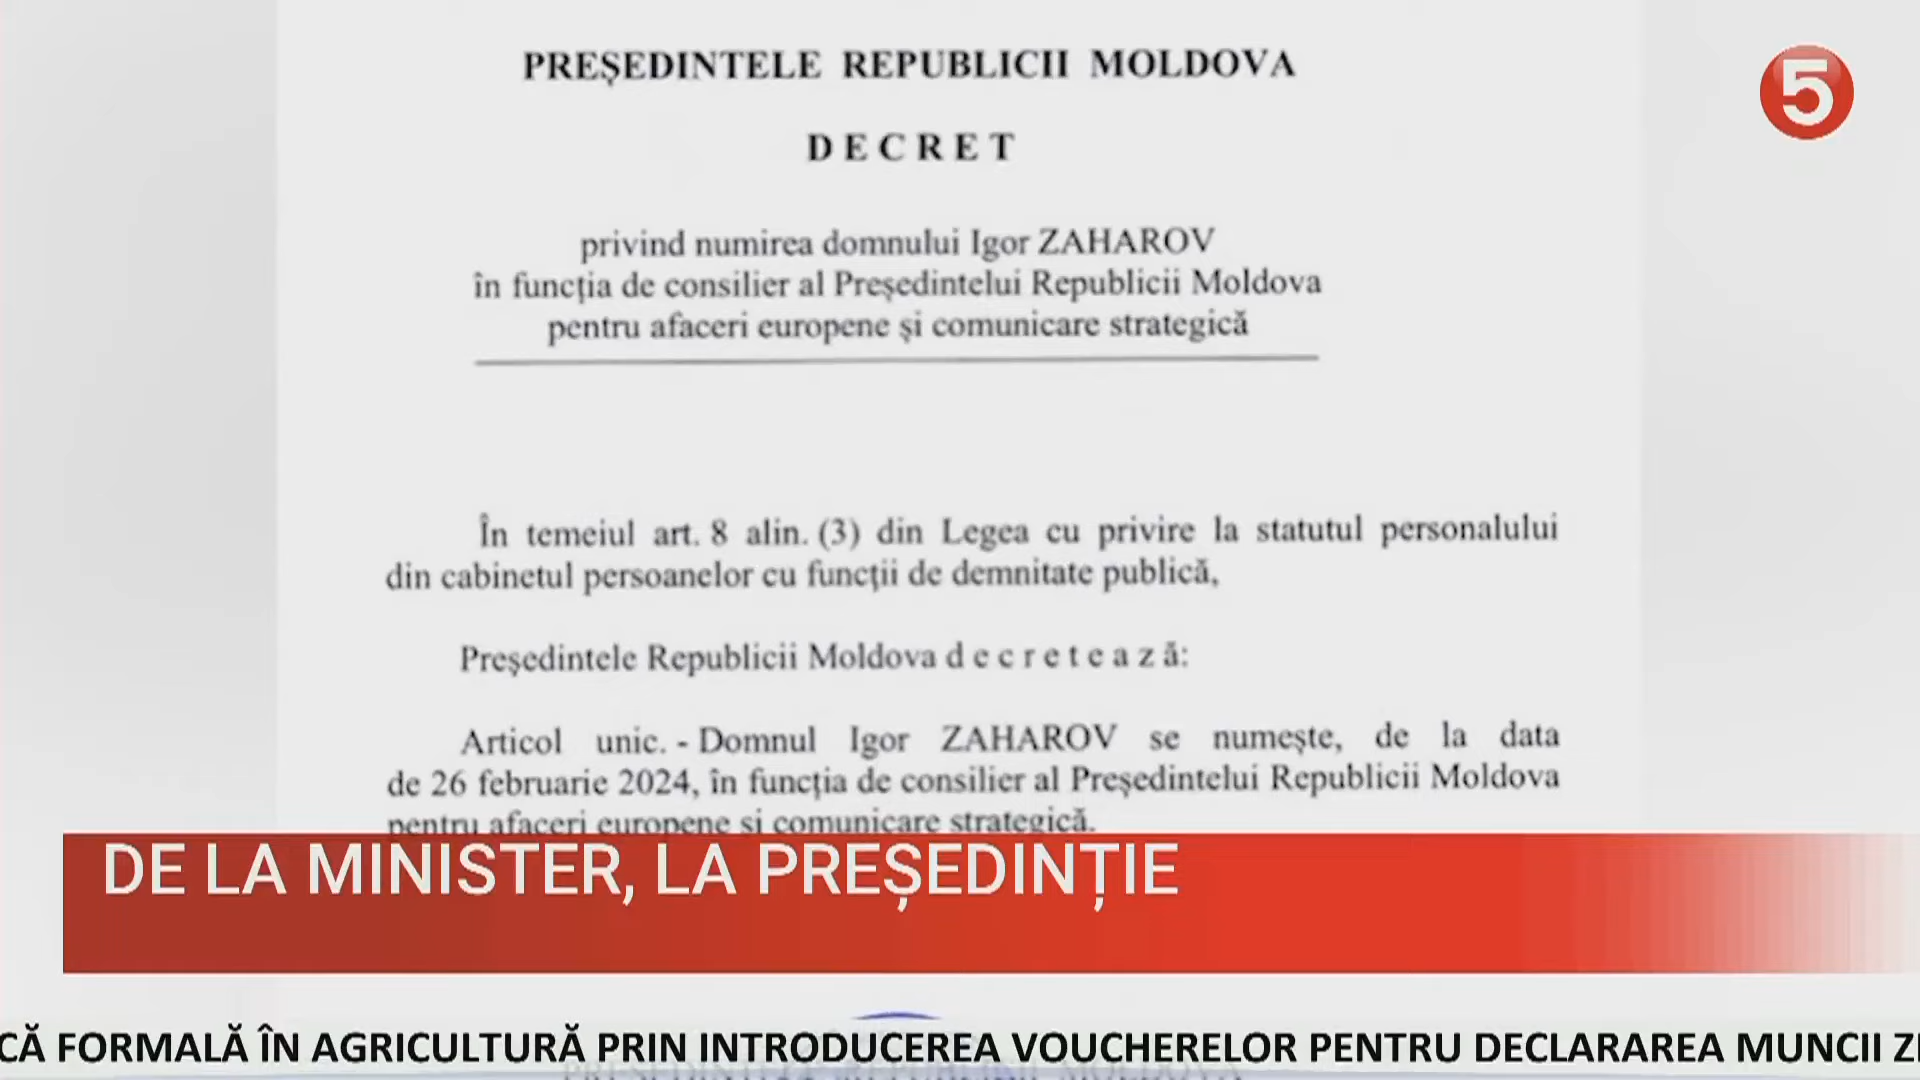 PREȘEDINTELE REPUBLICII MOLDOVA
5
DECRET
privind numirea domnului Igor ZAHAROV
în funcția de consilier al Președintelui Republicii Moldova
pentru afaceri europene și comunicare strategică
În temeiul art. 8 alin. (3) din Legea cu privire la statutul personalului
din cabinetul persoanelor cu funcții de demnitate publică,
Președintele Republicii Moldova decretează:
Articol unic. - Domnul Igor ZAHAROV se numește, de la data
de 26 februarie 2024, în funcția de consilier al Președintelui Republicii Moldova
pentru afaceri europene și comunicare strategică.
DE LA MINISTER, LA PREȘEDINȚIE
CĂ FORMALĂ ÎN AGRICULTURĂ PRIN INTRODUCEREA VOUCHERELOR PENTRU DECLARAREA MUNCII